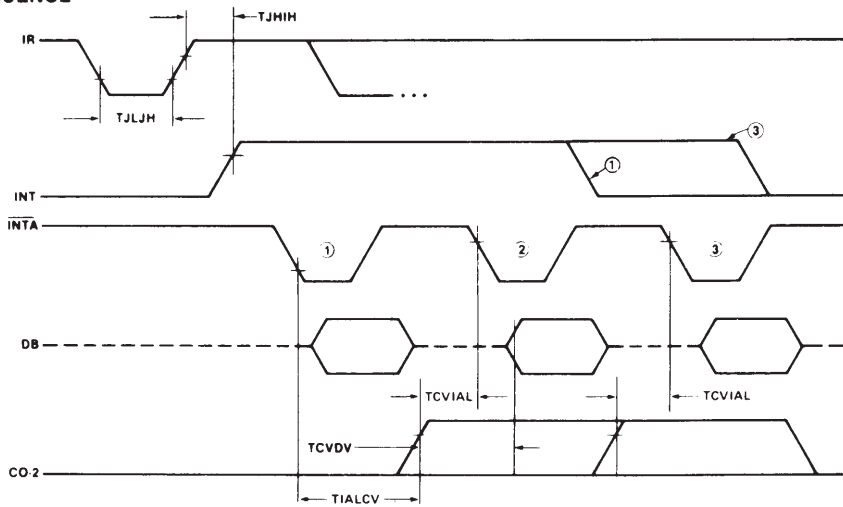 TJHIH
IR
TJLJH
...
③
①
INT
INTA
①
②
③
DB
TCVIAL
TCVIAL
TCVDV
CO-2
TIALCV